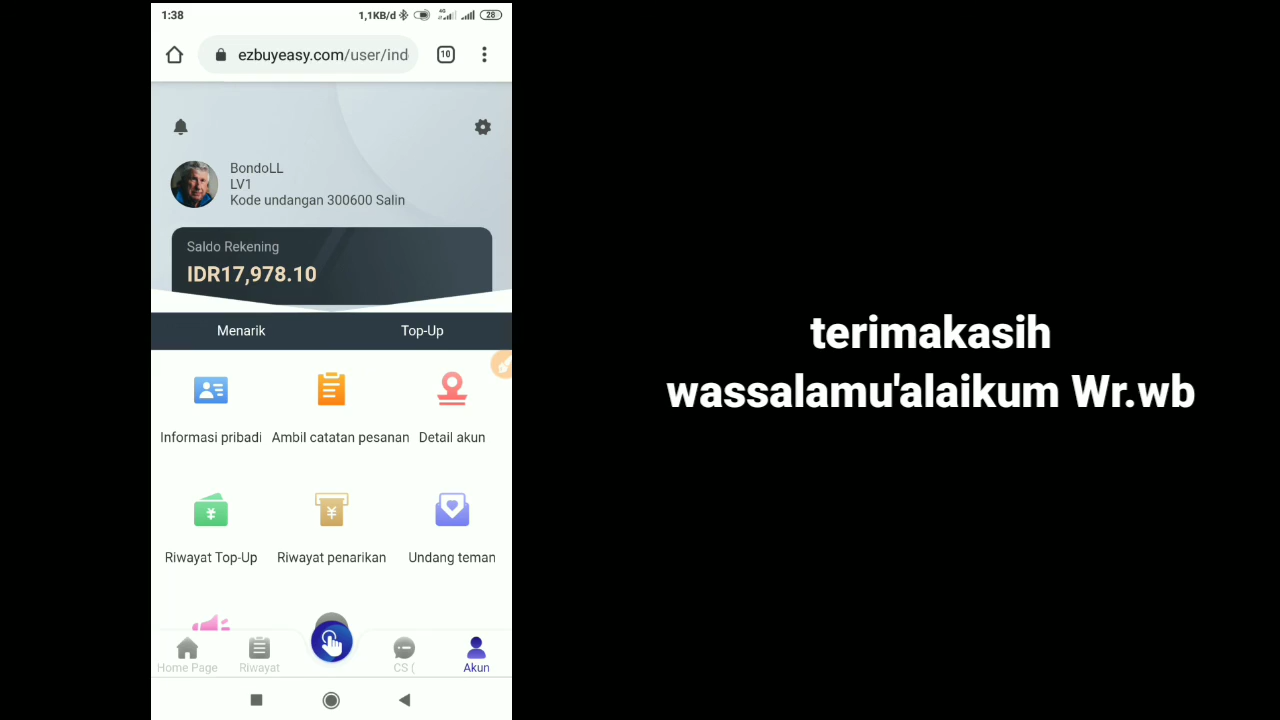 1:38
1,1KB/d
4G
28
ezbuyeasy.com/user/ind
10
BondoLL
LV1
Kode undangan 300600 Salin
Saldo Rekening
IDR17,978.10
Menarik Top-Up
Informasi pribadi Ambil catatan pesanan Detail akun
¥ ¥
Riwayat Top-Up Riwayat penarikan Undang teman
Home Page Riwayat CS ( Akun
terimakasih
wassalamu'alaikum Wr.wb